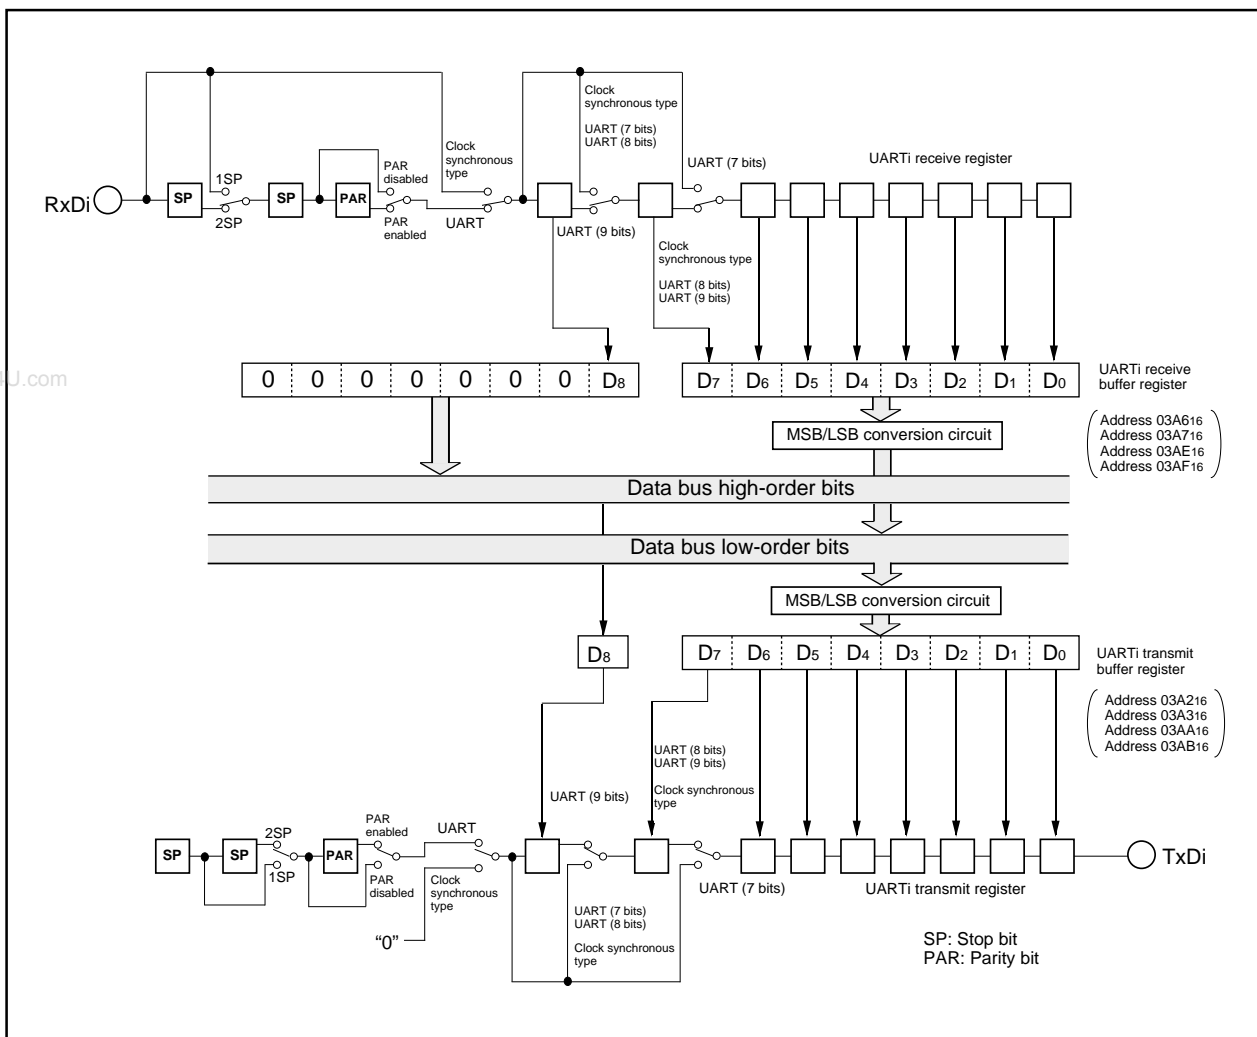 Clock
synchronous type
UART (7 bits)
UART (8 bits)
Clock
synchronous
type
PAR
disabled
UART (7 bits)
UARTi receive register
RxDi
SP
1SP
2SP
SP
PAR
PAR
enabled
UART
UART (9 bits)
Clock
synchronous type
UART (8 bits)
UART (9 bits)
4U.com
0 0 0 0 0 0 0 D8
D7 D6 D5 D4 D3 D2 D1 D0
UARTi receive
buffer register
MSB/LSB conversion circuit
Address 03A616
Address 03A716
Address 03AE16
Address 03AF16
Data bus high-order bits
Data bus low-order bits
MSB/LSB conversion circuit
D8
D7 D6 D5 D4 D3 D2 D1 D0
UARTi transmit
buffer register
Address 03A216
Address 03A316
Address 03AA16
Address 03AB16
UART (8 bits)
UART (9 bits)
Clock synchronous
type
UART (9 bits)
SP
SP
2SP
1SP
PAR
PAR
enabled
PAR
disabled
UART
Clock
synchronous
type
"0"
UART (7 bits)
UART (8 bits)
Clock synchronous
type
UART (7 bits)
UARTi transmit register
TxDi
SP: Stop bit
PAR: Parity bit